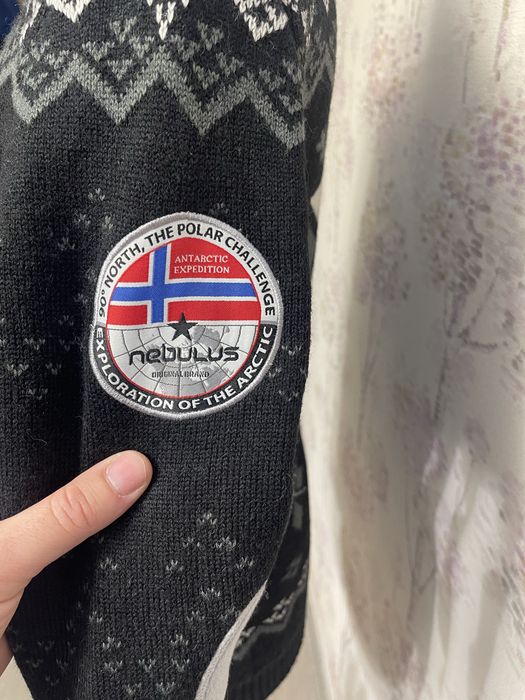 90° NORTH, THE POLAR CHALLENGE
ANTARCTIC
EXPEDITION
nebulus
ORIGINAL BRAND
EXPLORATION OF THE ARCTIC